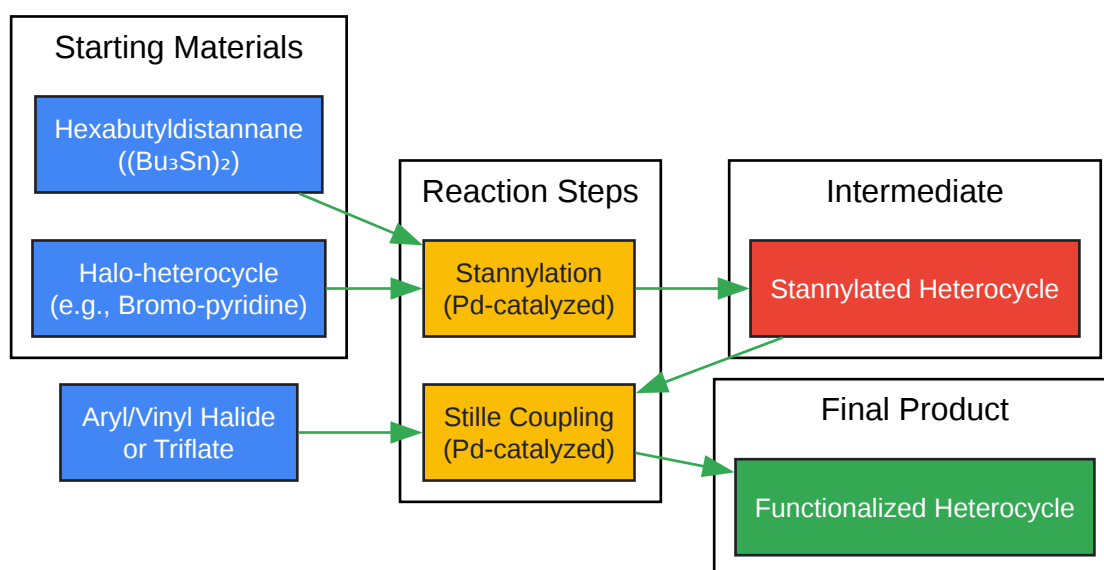 Starting Materials
Hexabutyldistannane
((Bu₃Sn)₂)
Halo-heterocycle
(e.g., Bromo-pyridine)
Aryl/Vinyl Halide
or Triflate
Reaction Steps
Stannylation
(Pd-catalyzed)
Stille Coupling
(Pd-catalyzed)
Intermediate
Stannylated Heterocycle
Final Product
Functionalized Heterocycle